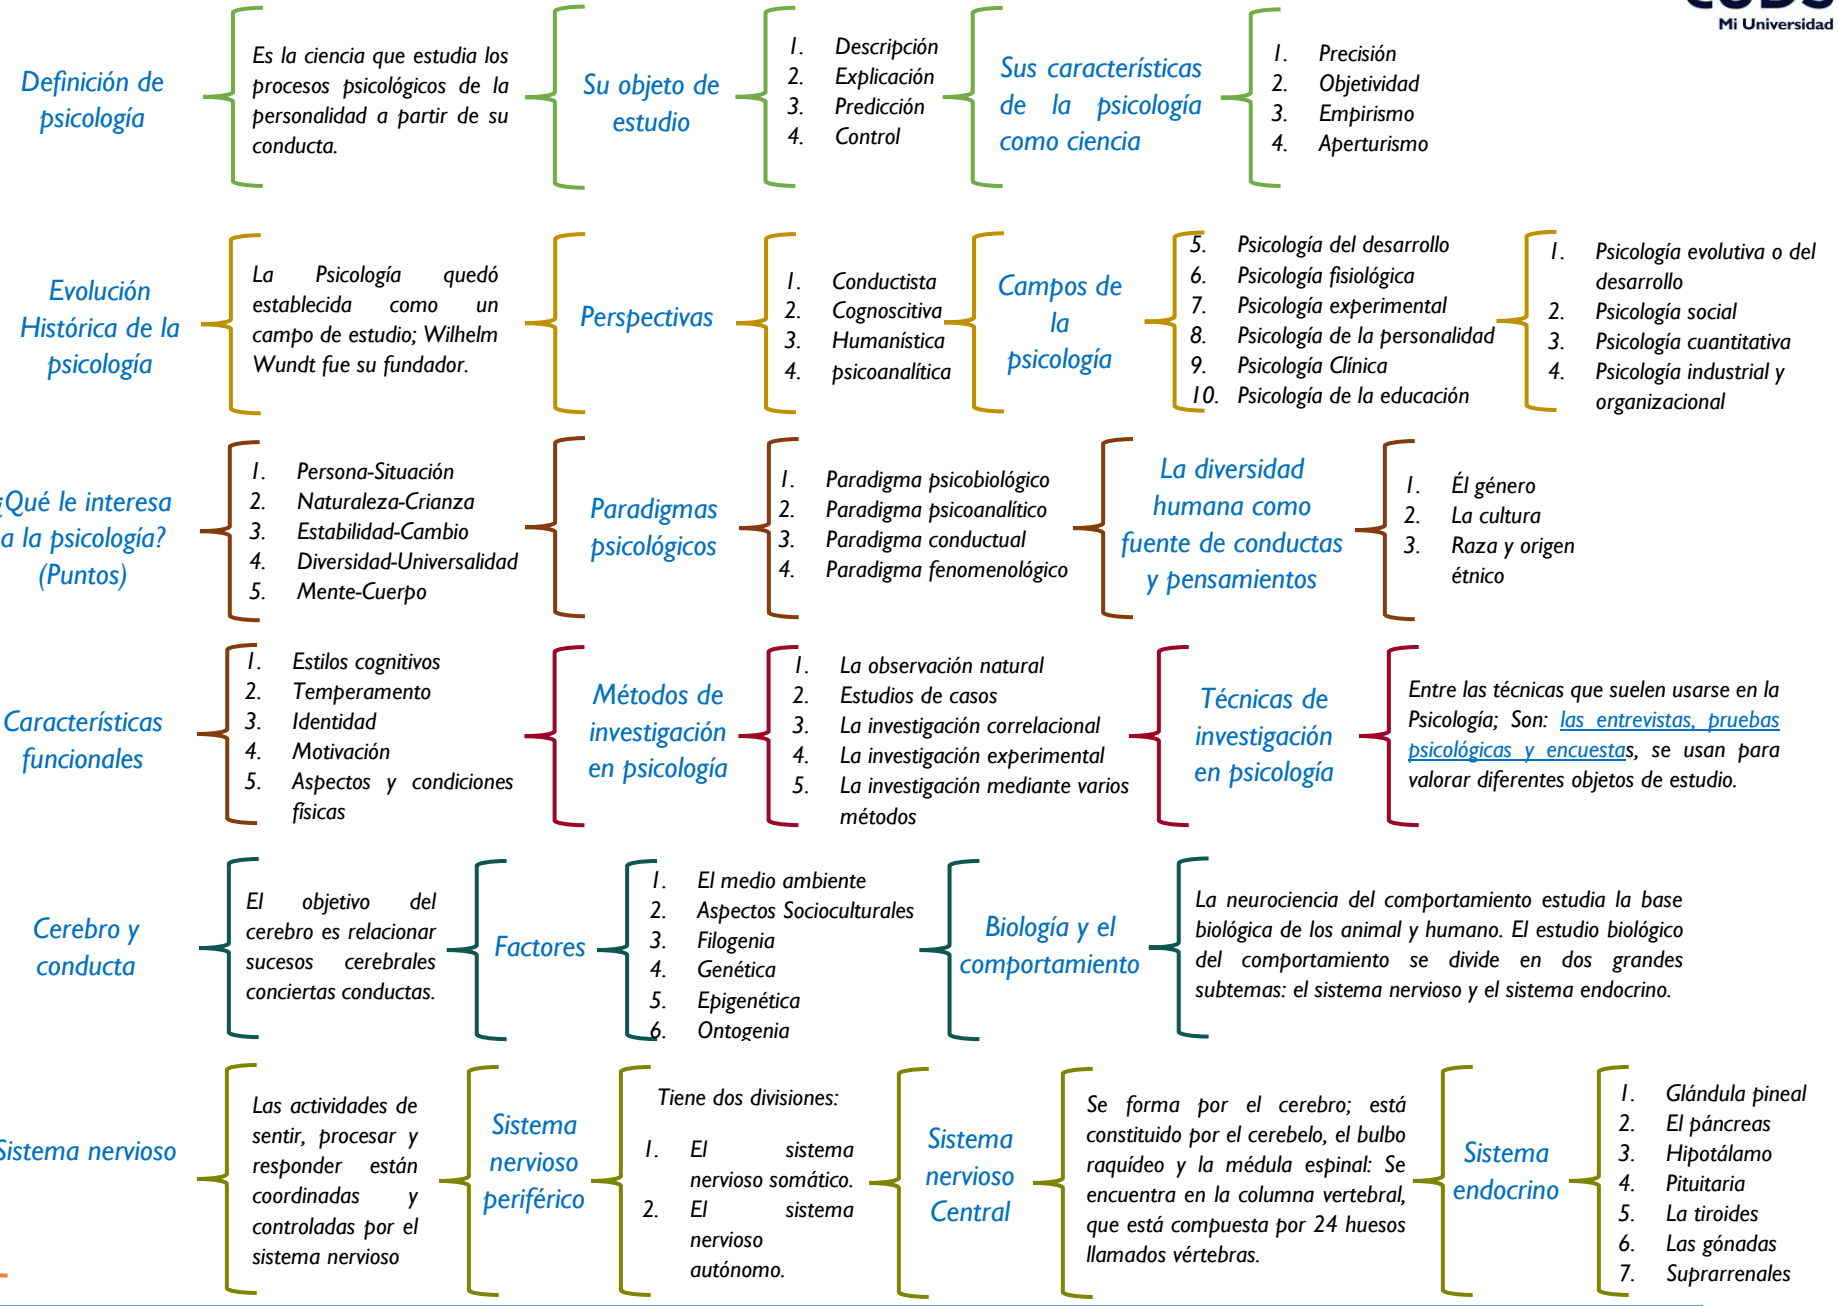 Mi Universidad
Definición de
psicología
Es la ciencia que estudia los
procesos psicológicos de la
personalidad a partir de su
conducta.
Su objeto de
estudio
1. Descripción
2. Explicación
3. Predicción
4. Control
Sus características
de la psicología
como ciencia
1. Precisión
2. Objetividad
3. Empirismo
4. Aperturismo
Evolución
Histórica de la
psicología
La Psicología quedó
establecida como un
campo de estudio; Wilhelm
Wundt fue su fundador.
Perspectivas
1. Conductista
2. Cognoscitiva
3. Humanística
4. psicoanalítica
Campos de
la
psicología
5. Psicología del desarrollo
6. Psicología fisiológica
7. Psicología experimental
8. Psicología de la personalidad
9. Psicología Clínica
10. Psicología de la educación
1. Psicología evolutiva o del
desarrollo
2. Psicología social
3. Psicología cuantitativa
4. Psicología industrial y
organizacional
¿Qué le interesa
a la psicología?
(Puntos)
1. Persona-Situación
2. Naturaleza-Crianza
3. Estabilidad-Cambio
4. Diversidad-Universalidad
5. Mente-Cuerpo
Paradigmas
psicológicos
1. Paradigma psicobiológico
2. Paradigma psicoanalítico
3. Paradigma conductual
4. Paradigma fenomenológico
La diversidad
humana como
fuente de conductas
y pensamientos
1. Él género
2. La cultura
3. Raza y origen
étnico
Características
funcionales
1. Estilos cognitivos
2. Temperamento
3. Identidad
4. Motivación
5. Aspectos y condiciones
físicas
Métodos de
investigación
en psicología
1. La observación natural
2. Estudios de casos
3. La investigación correlacional
4. La investigación experimental
5. La investigación mediante varios
métodos
Técnicas de
investigación
en psicología
Entre las técnicas que suelen usarse en la
Psicología; Son: las entrevistas, pruebas
psicológicas y encuestas, se usan para
valorar diferentes objetos de estudio.
Cerebro y
conducta
El objetivo del
cerebro es relacionar
sucesos cerebrales
conciertas conductas.
Factores
1. El medio ambiente
2. Aspectos Socioculturales
3. Filogenia
4. Genética
5. Epigenética
6. Ontogenia
Biología y el
comportamiento
La neurociencia del comportamiento estudia la base
biológica de los animal y humano. El estudio biológico
del comportamiento se divide en dos grandes
subtemas: el sistema nervioso y el sistema endocrino.
Sistema nervioso
Las actividades de
sentir, procesar y
responder están
coordinadas y
controladas por el
sistema nervioso
Sistema
nervioso
periférico
Tiene dos divisiones:
1. El sistema
nervioso somático.
2. El sistema
nervioso
autónomo.
Sistema
nervioso
Central
Se forma por el cerebro; está
constituido por el cerebelo, el bulbo
raquídeo y la médula espinal: Se
encuentra en la columna vertebral,
que está compuesta por 24 huesos
llamados vértebras.
Sistema
endocrino
1. Glándula pineal
2. El páncreas
3. Hipotálamo
4. Pituitaria
5. La tiroides
6. Las gónadas
7. Suprarrenales